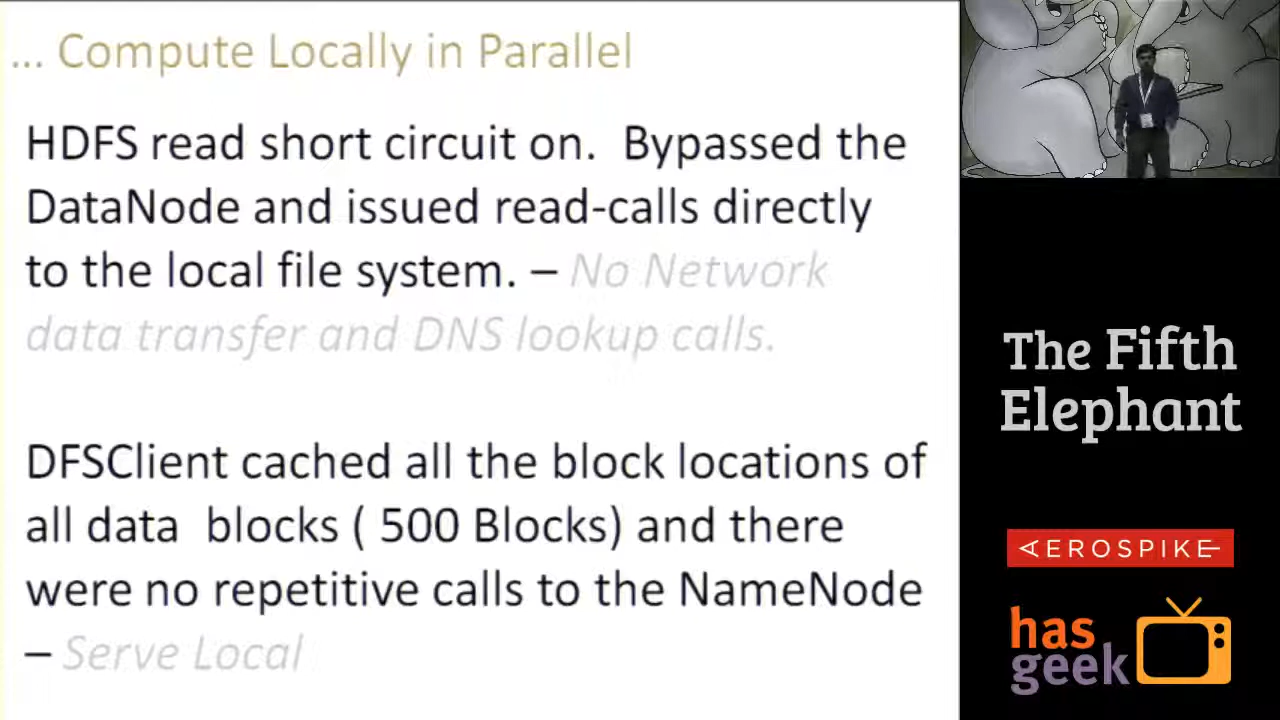 ... Compute Locally in Parallel
HDFS read short circuit on.  Bypassed the
DataNode and issued read-calls directly
to the local file system. – No Network
data transfer and DNS lookup calls.
DFSClient cached all the block locations of
all data  blocks ( 500 Blocks) and there
were no repetitive calls to the NameNode
– Serve Local
The Fifth
Elephant
AEROSPIKE
has
geek